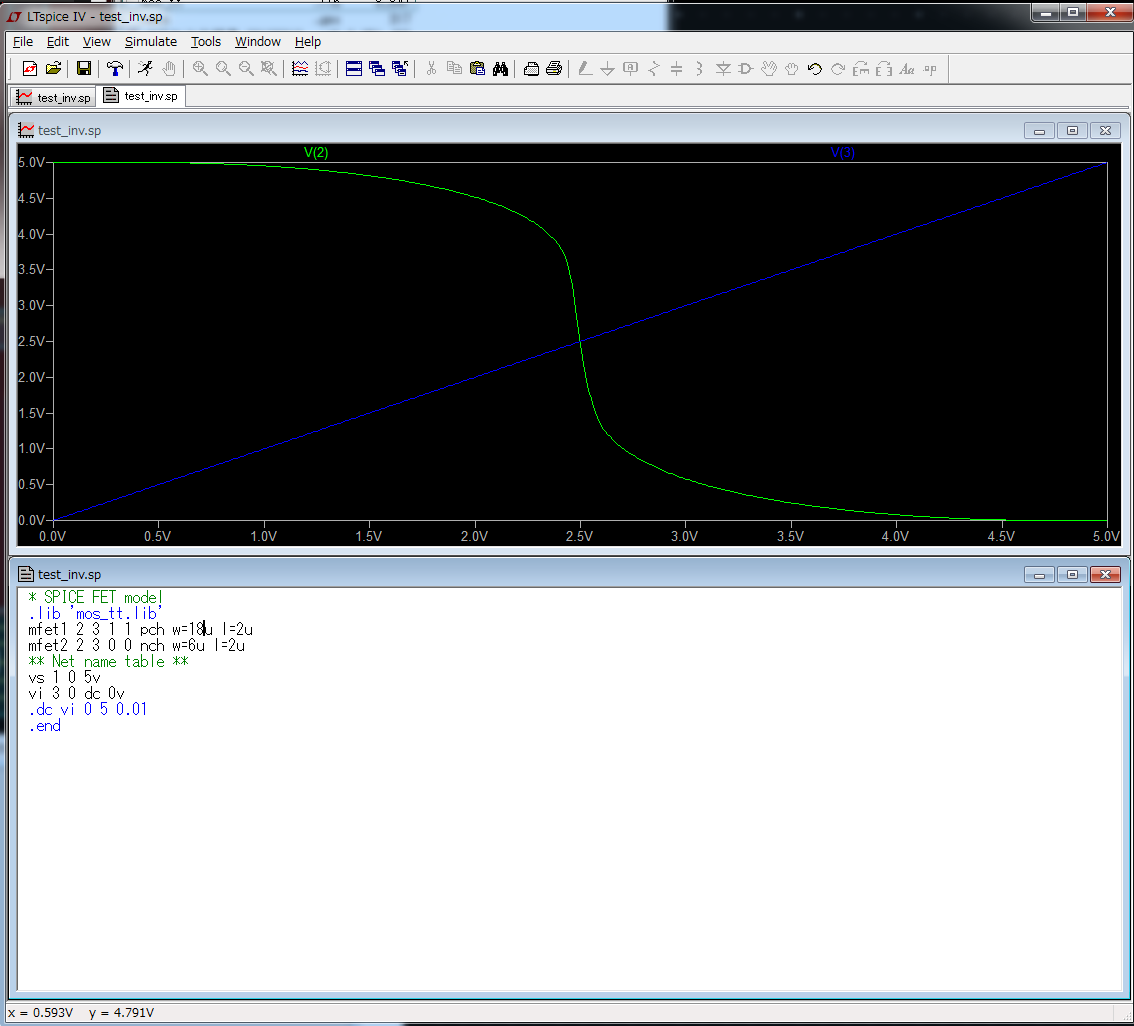 LTspice IV - test_inv.sp
File Edit View Simulate Tools Window Help
test_inv.sp test_inv.sp
test_inv.sp
V(2) V(3)
5.0V
4.5V
4.0V
3.5V
3.0V
2.5V
2.0V
1.5V
1.0V
0.5V
0.0V
0.0V 0.5V 1.0V 1.5V 2.0V 2.5V 3.0V 3.5V 4.0V 4.5V 5.0V
test_inv.sp
* SPICE FET model
.lib 'mos_tt.lib'
mfet1 2 3 1 1 pch w=18u l=2u
mfet2 2 3 0 0 nch w=6u l=2u
** Net name table **
vs 1 0 5v
vi 3 0 dc 0v
.dc vi 0 5 0.01
.end
x = 0.593V y = 4.791V